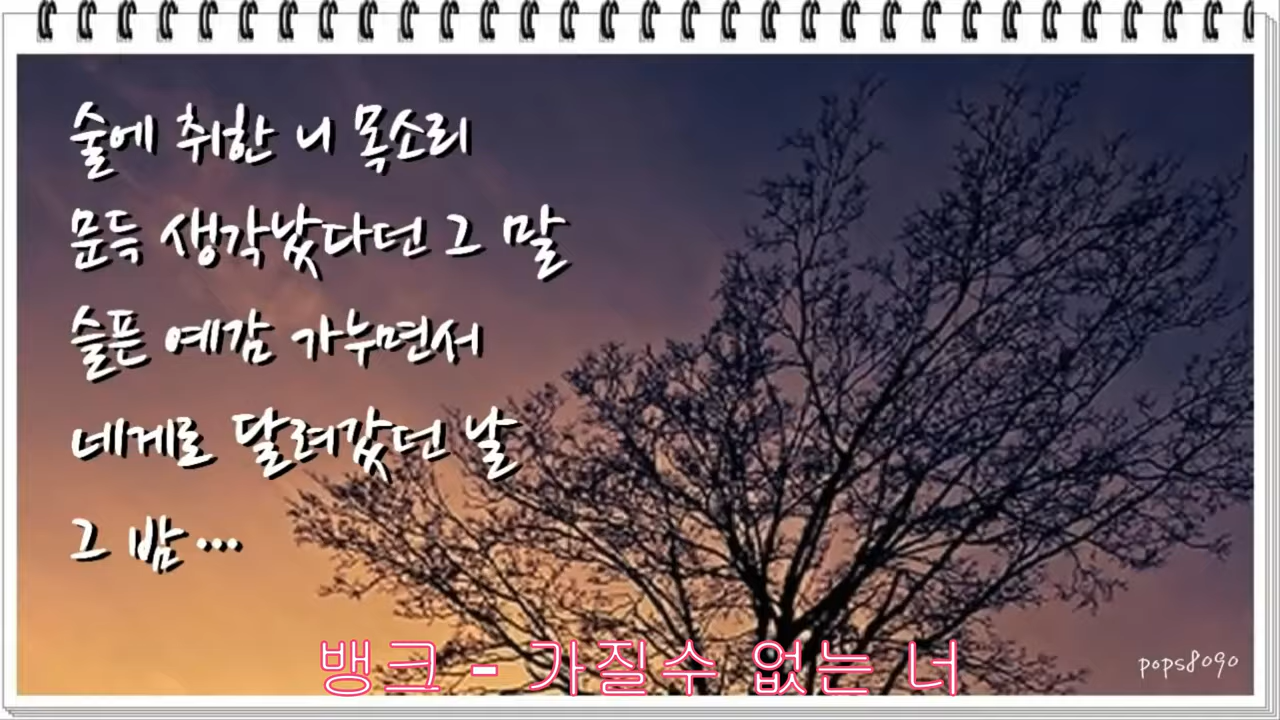 술에 취한 니 목소리
문득 생각났다던 그 말
슬픈 예감 가누면서
네게로 달려갔던 날
그 밤...
뱅크 - 가질수 없는 너
pops8090